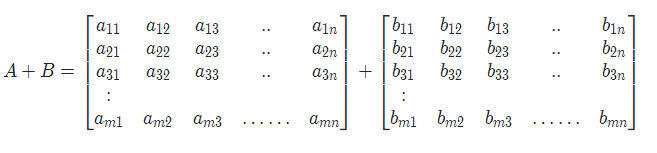 a₁₁ a₁₂ a₁₃ .. a₁ₙ b₁₁ b₁₂ b₁₃ .. b₁ₙ
a₂₁ a₂₂ a₂₃ .. a₂ₙ b₂₁ b₂₂ b₂₃ .. b₂ₙ
A + B = a₃₁ a₃₂ a₃₃ .. a₃ₙ + b₃₁ b₃₂ b₃₃ .. b₃ₙ
: :
aₘ₁ aₘ₂ aₘ₃ ...... aₘₙ bₘ₁ bₘ₂ bₘ₃ ...... bₘₙ